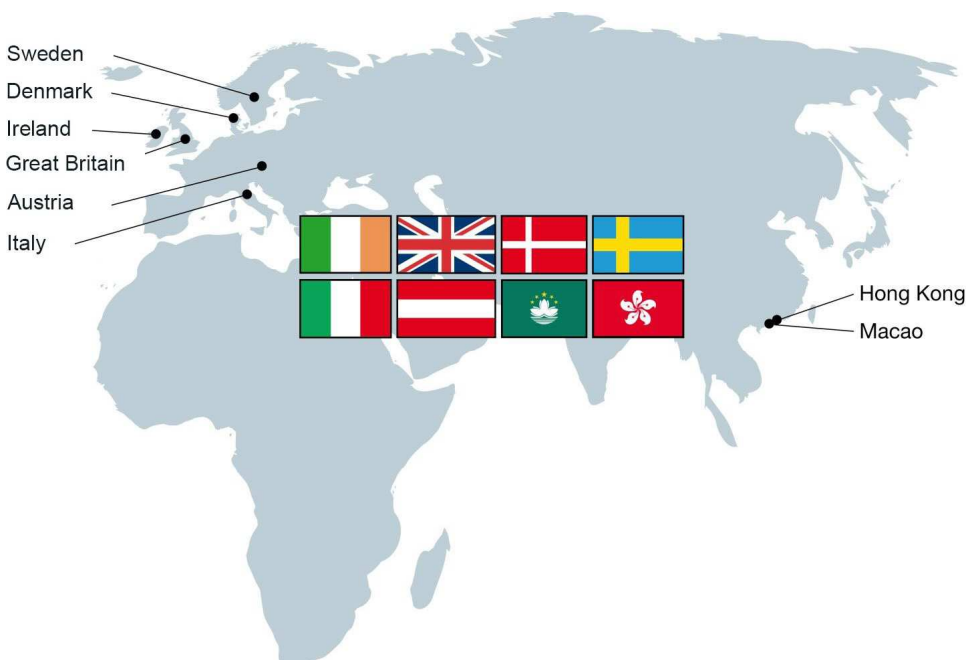 Sweden
Denmark
Ireland
Great Britain
Austria
Italy
Hong Kong
Macao